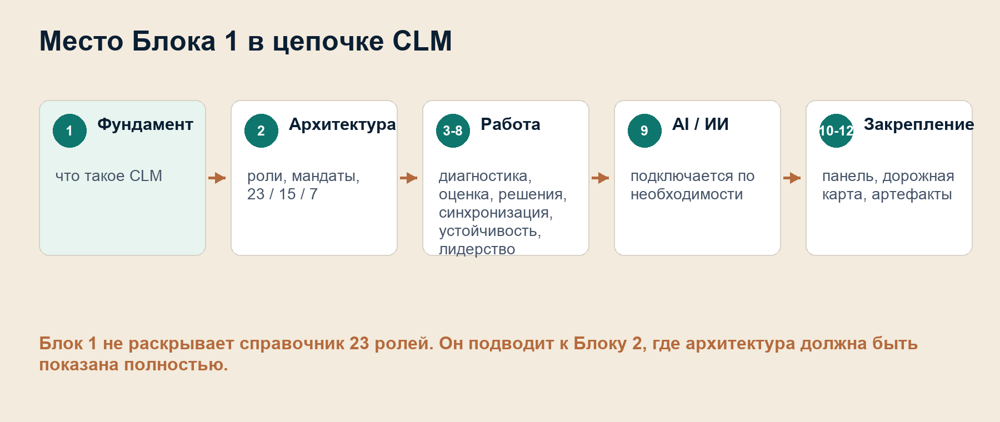 Место Блока 1 в цепочке CLM
1 Фундамент
что такое CLM
2 Архитектура
роли, мандаты,
23 / 15 / 7
3-8 Работа
диагностика,
оценка, решения,
синхронизация,
устойчивость,
лидерство
9 AI / ИИ
подключается по
необходимости
10-12 Закрепление
панель, дорожная
карта, артефакты
Блок 1 не раскрывает справочник 23 ролей. Он подводит к Блоку 2, где архитектура должна быть
показана полностью.